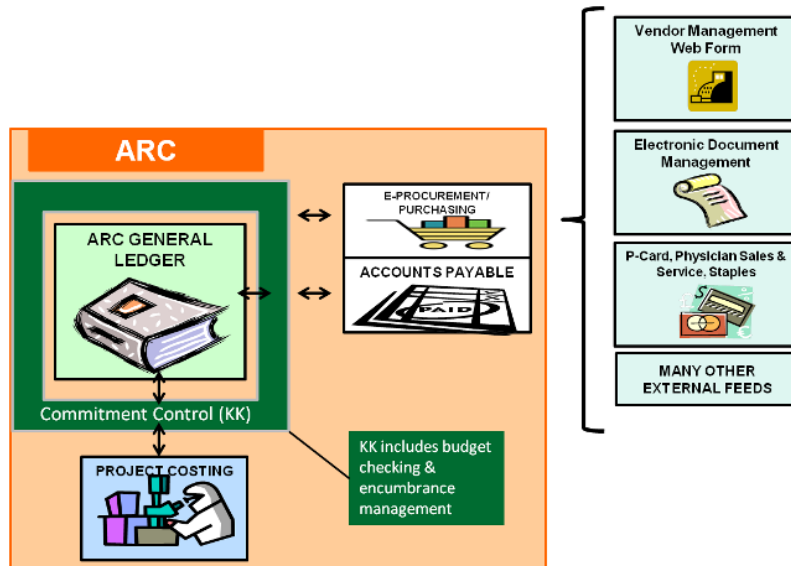 Vendor Management
Web Form
Electronic Document
Management
P-Card, Physician Sales &
Service, Staples
MANY OTHER
EXTERNAL FEEDS
ARC
E-PROCUREMENT/
PURCHASING
ACCOUNTS PAYABLE
PAID
ARC GENERAL
LEDGER
Commitment Control (KK)
KK includes budget
checking &
encumbrance
management
PROJECT COSTING